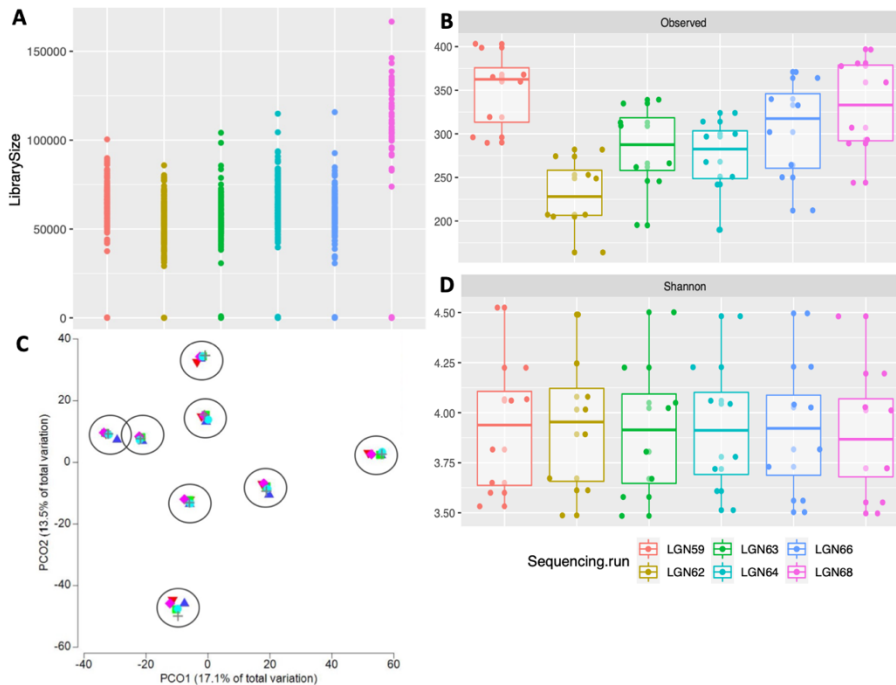 A
LibrarySize
150000
100000
50000
0
B
Observed
400
350
300
250
200
C
PCO2 (13.5% of total variation)
40
20
0
-20
-40
-60
-40
-20
0
20
40
60
PCO1 (17.1% of total variation)
D
Shannon
4.50
4.25
4.00
3.75
3.50
Sequencing.run
LGN59
LGN63
LGN66
LGN62
LGN64
LGN68